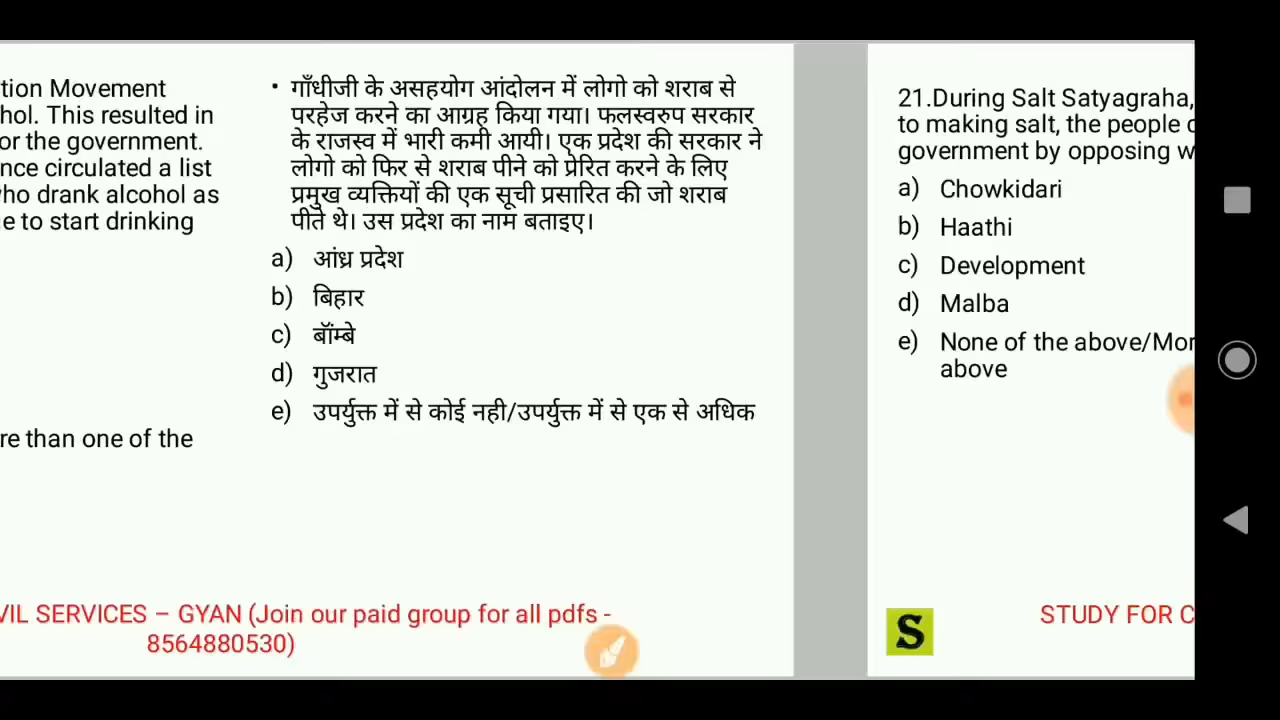 tion Movement
hol. This resulted in
or the government.
nce circulated a list
ho drank alcohol as
e to start drinking
re than one of the
• गाँधीजी के असहयोग आंदोलन में लोगो को शराब से
परहेज करने का आग्रह किया गया। फलस्वरुप सरकार
के राजस्व में भारी कमी आयी। एक प्रदेश की सरकार ने
लोगो को फिर से शराब पीने को प्रेरित करने के लिए
प्रमुख व्यक्तियों की एक सूची प्रसारित की जो शराब
पीते थे। उस प्रदेश का नाम बताइए।
a) आंध्र प्रदेश
b) बिहार
c) बॉम्बे
d) गुजरात
e) उपर्युक्त में से कोई नही/उपर्युक्त में से एक से अधिक
VIL SERVICES – GYAN (Join our paid group for all pdfs -
8564880530)
21.During Salt Satyagraha,
to making salt, the people
government by opposing w
a) Chowkidari
b) Haathi
c) Development
d) Malba
e) None of the above/Mor
above
S
STUDY FOR C